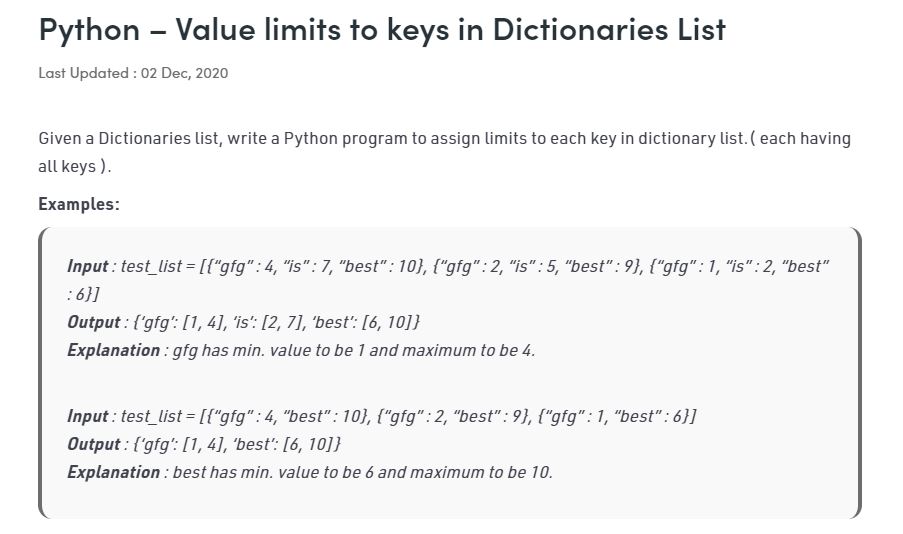 Python – Value limits to keys in Dictionaries List
Last Updated : 02 Dec, 2020
Given a Dictionaries list, write a Python program to assign limits to each key in dictionary list.( each having
all keys ).
Examples:
Input : test_list = [{“gfg” : 4, “is” : 7, “best” : 10}, {“gfg” : 2, “is” : 5, “best” : 9}, {“gfg” : 1, “is” : 2, “best”
: 6}]
Output : {‘gfg’: [1, 4], ‘is’: [2, 7], ‘best’: [6, 10]}
Explanation : gfg has min. value to be 1 and maximum to be 4.
Input : test_list = [{“gfg” : 4, “best” : 10}, {“gfg” : 2, “best” : 9}, {“gfg” : 1, “best” : 6}]
Output : {‘gfg’: [1, 4], ‘best’: [6, 10]}
Explanation : best has min. value to be 6 and maximum to be 10.